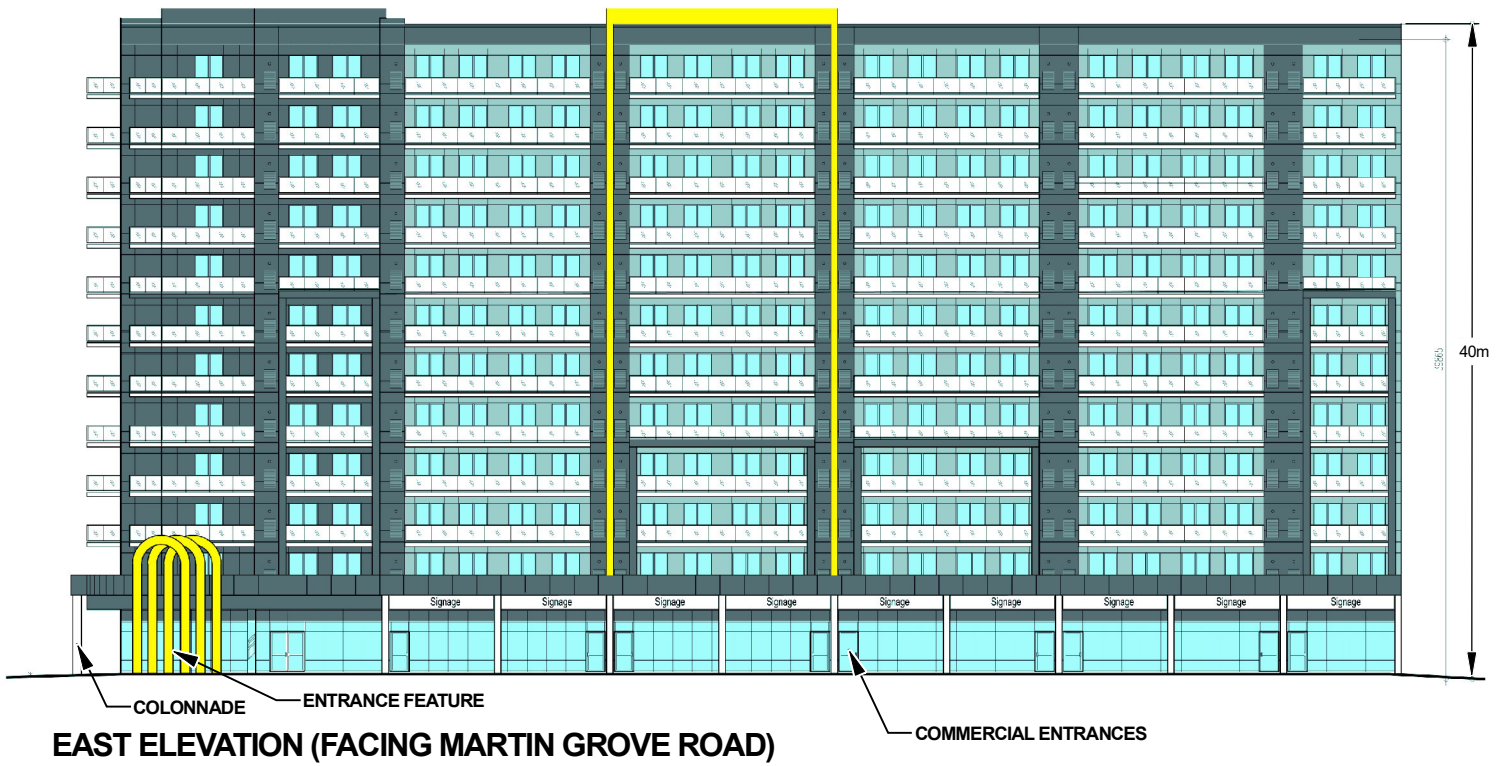 39865
40m
Signage
Signage
Signage
Signage
Signage
Signage
Signage
Signage
Signage
COLONNADE
ENTRANCE FEATURE
COMMERCIAL ENTRANCES
EAST ELEVATION (FACING MARTIN GROVE ROAD)